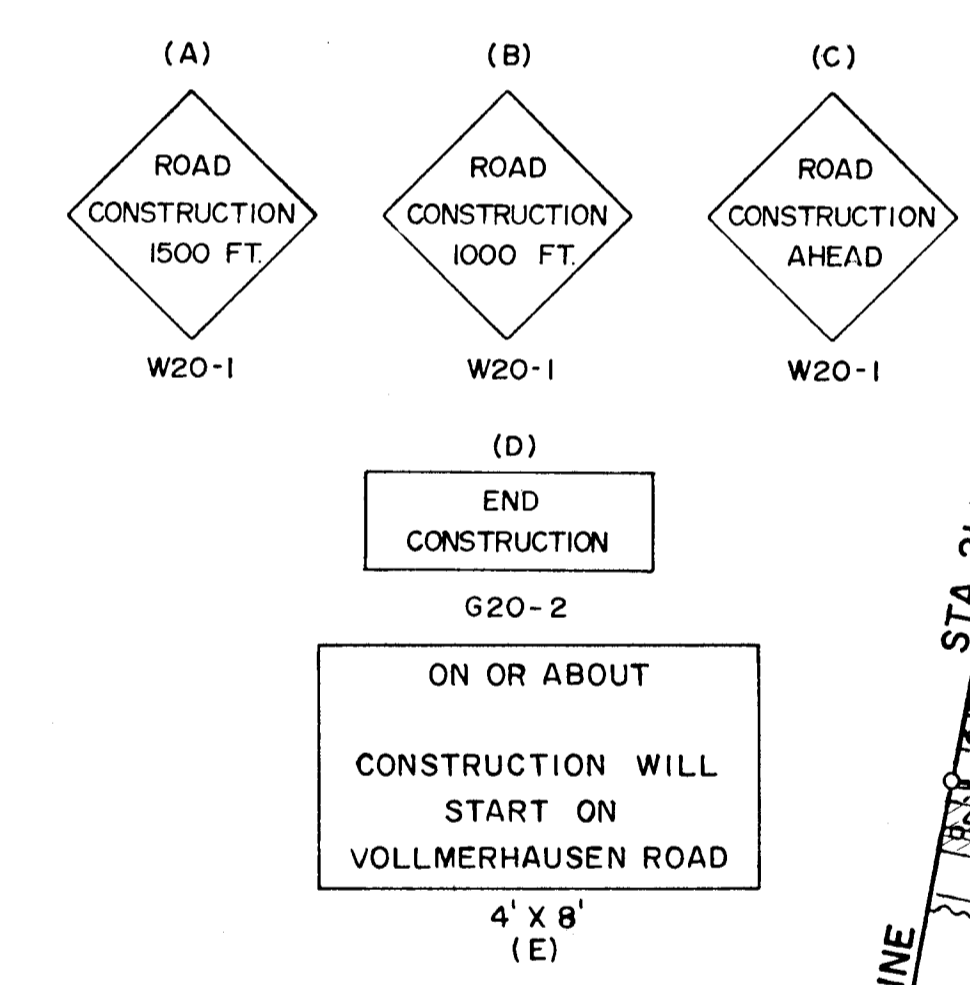 (A)
ROAD
CONSTRUCTION
1500 FT.
W20-1
(B)
ROAD
CONSTRUCTION
1000 FT.
W20-1
(C)
ROAD
CONSTRUCTION
AHEAD
W20-1
(D)
END
CONSTRUCTION
G20-2
ON OR ABOUT
CONSTRUCTION WILL
START ON
VOLLMERHAUSEN ROAD
4' X 8'
(E)
STA